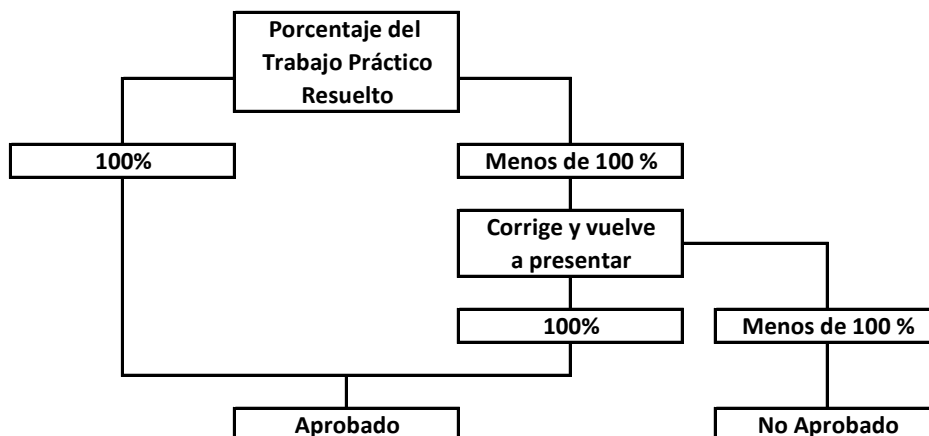 Porcentaje del
Trabajo Práctico
Resuelto
100%
Menos de 100 %
Corrige y vuelve
a presentar
100%
Menos de 100 %
Aprobado
No Aprobado